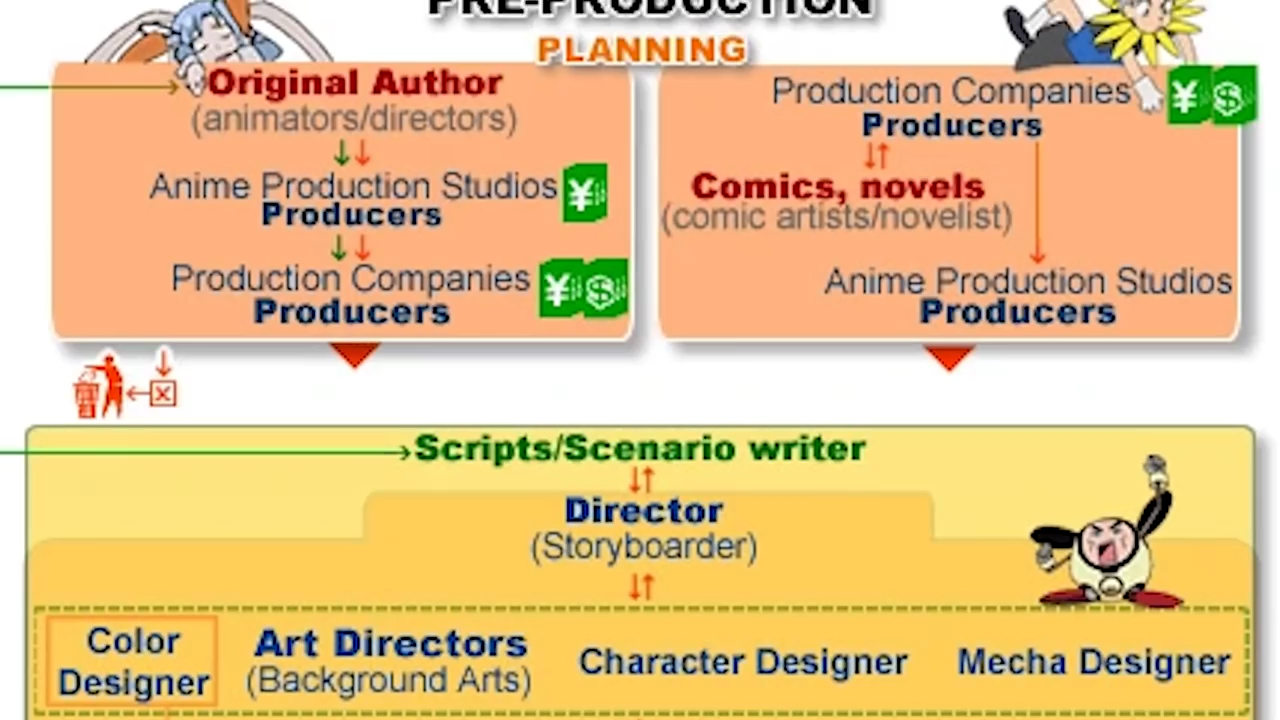 PRE-PRODUCTION
PLANNING
Original Author
(animators/directors)
Anime Production Studios ¥
Producers
Production Companies ¥ $
Producers
Production Companies ¥ $
Producers
Comics, novels
(comic artists/novelist)
Anime Production Studios
Producers
Scripts/Scenario writer
Director
(Storyboarder)
Color
Designer
Art Directors
(Background Arts)
Character Designer
Mecha Designer